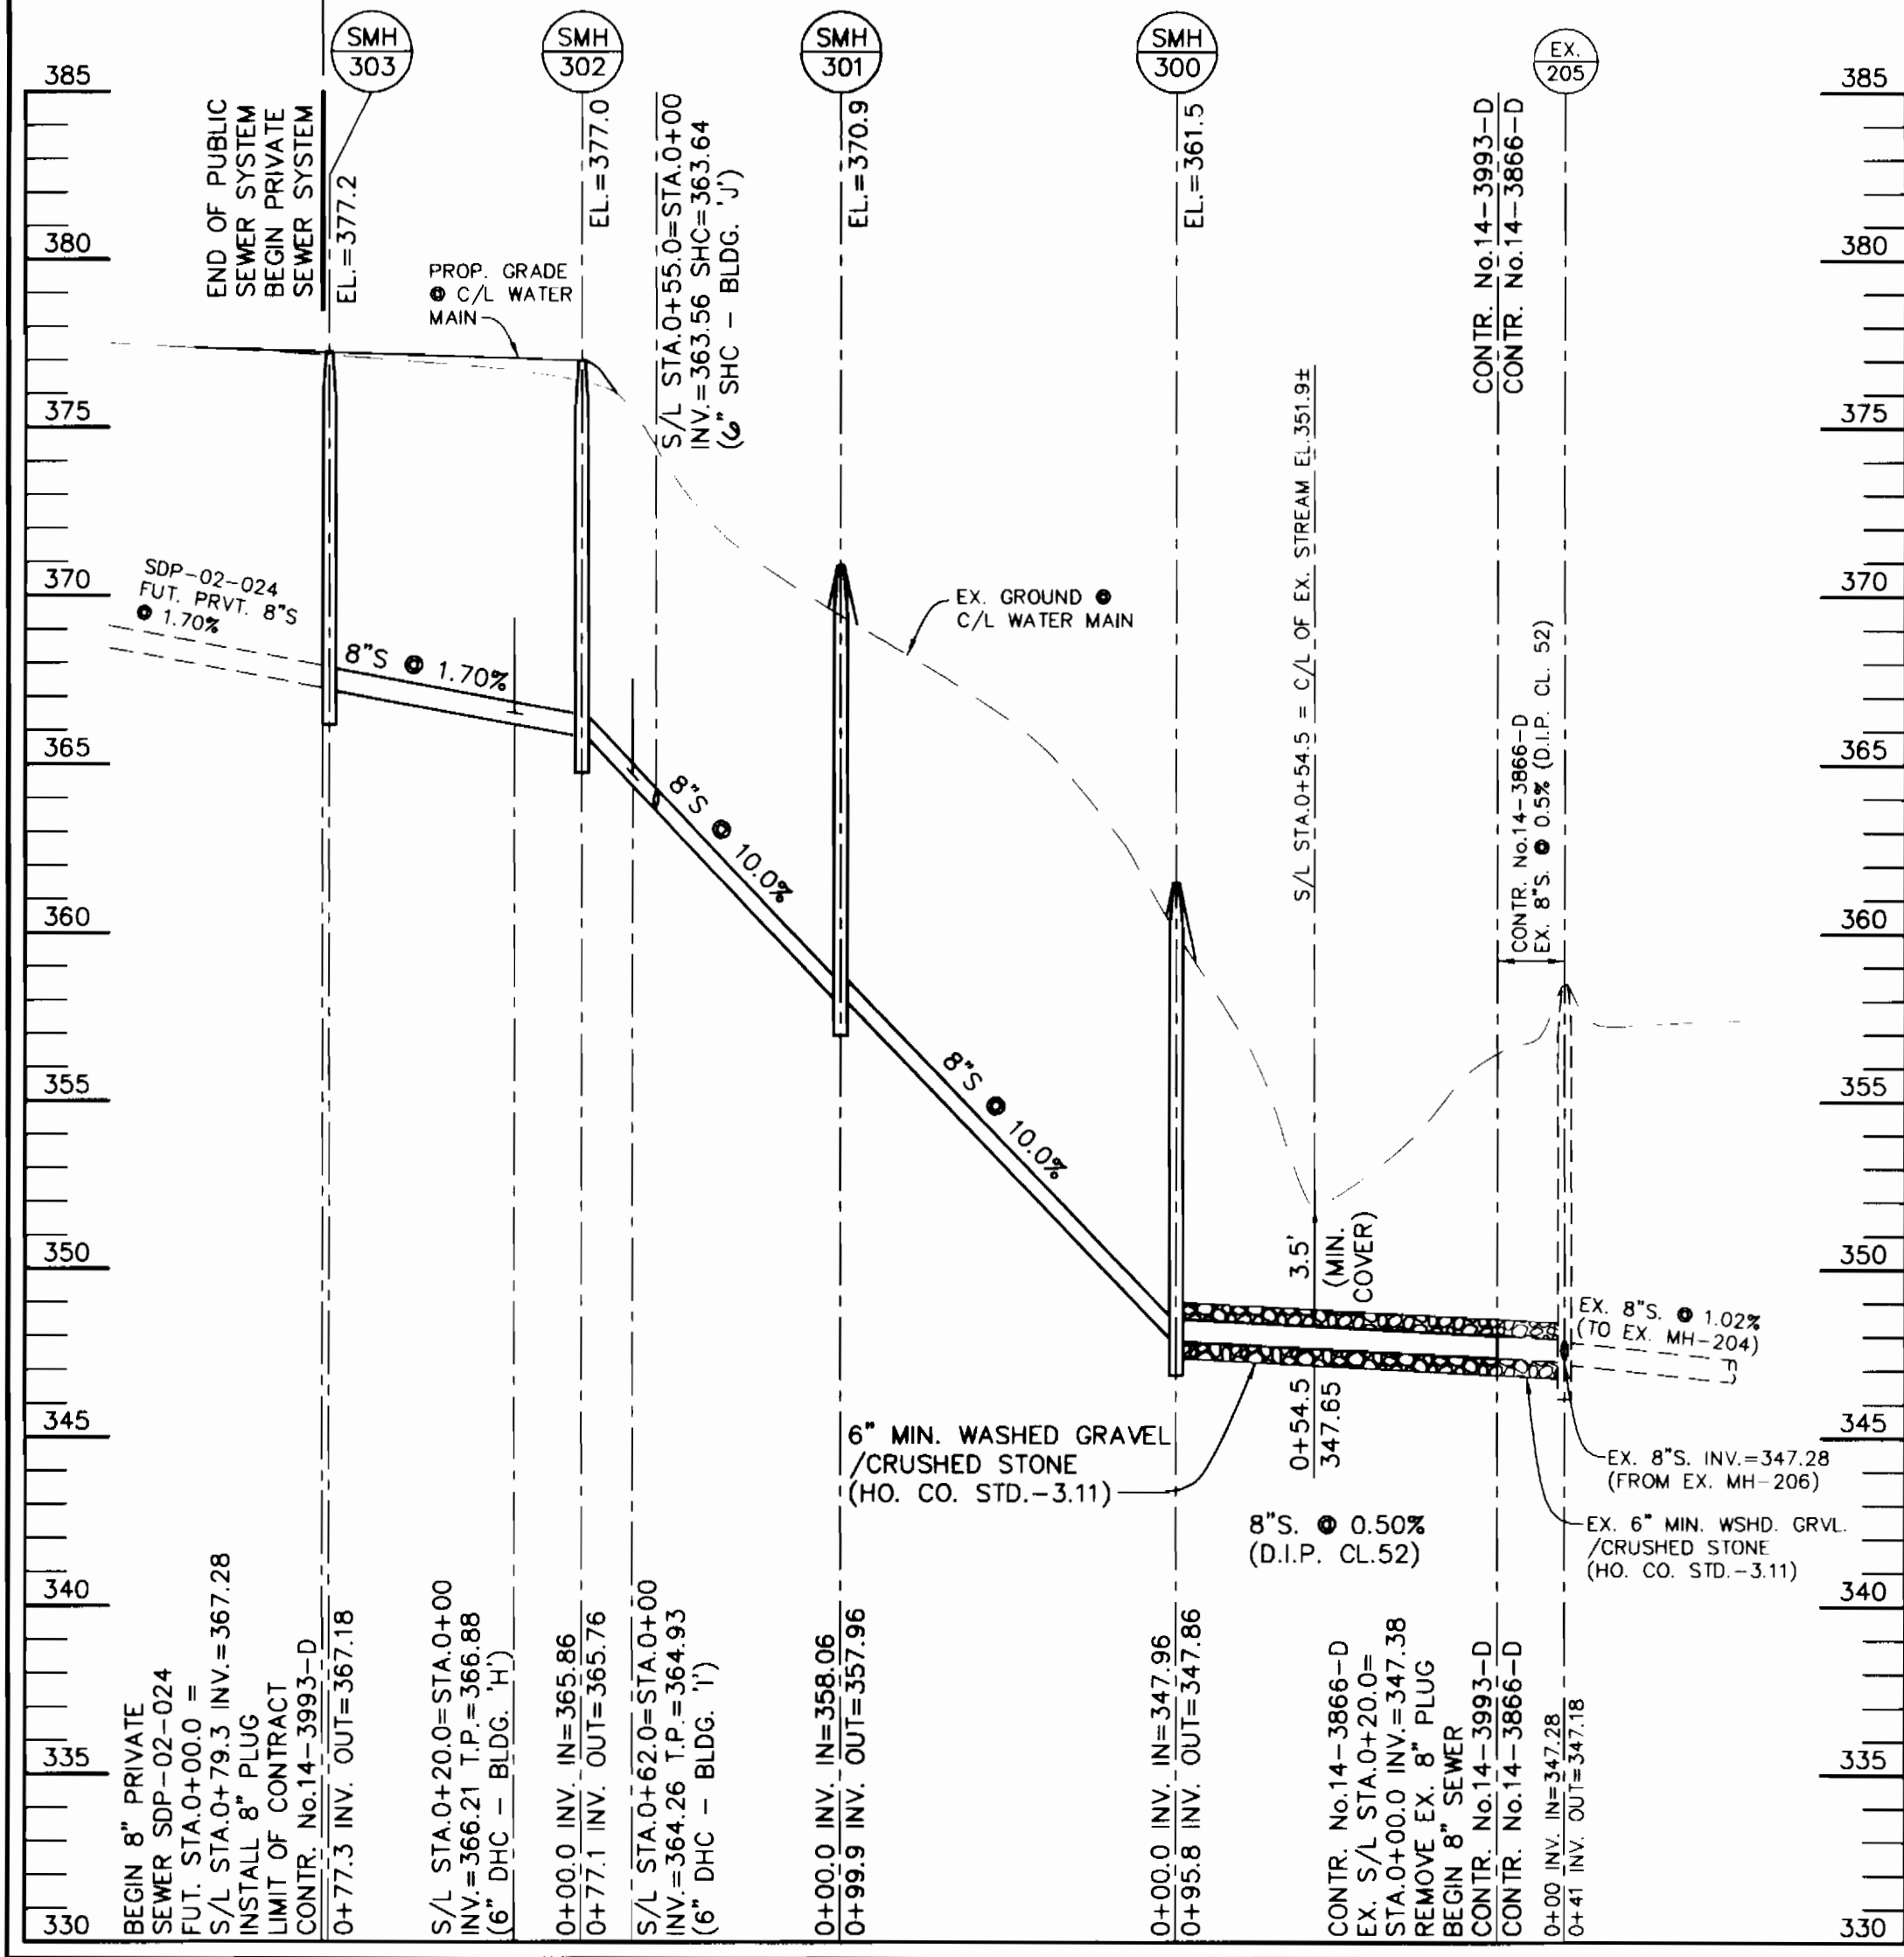 SMH
303
SMH
302
SMH
301
SMH
300
EX.
205
385
380
375
370
365
360
355
350
345
340
335
330
385
380
375
370
365
360
355
350
345
340
335
330
END OF PUBLIC
SEWER SYSTEM
BEGIN PRIVATE
SEWER SYSTEM
EL.=377.2
EL.=377.0
S/L STA.0+55.0=STA.0+00
INV.=363.56 SHC=363.64
(6" SHC - BLDG. 'J')
EL.=370.9
EL.=361.5
CONTR. No.14-3993-D
CONTR. No.14-3866-D
PROP. GRADE
@ C/L WATER
MAIN
SDP-02-024
FUT. PRVT. 8"S
@ 1.70%
8"S @ 1.70%
8"S @ 10.0%
8"S @ 10.0%
EX. GROUND @
C/L WATER MAIN
S/L STA.0+54.5 = C/L OF EX. STREAM EL.351.9±
CONTR. No.14-3866-D
EX. 8"S. @ 0.5% (D.I.P. CL. 52)
3.5'
(MIN.
COVER)
EX. 8"S. @ 1.02%
(TO EX. MH-204)
0+54.5
347.65
6" MIN. WASHED GRAVEL
/CRUSHED STONE
(HO. CO. STD.-3.11)
EX. 8"S. INV.=347.28
(FROM EX. MH-206)
8"S. @ 0.50%
(D.I.P. CL.52)
EX. 6" MIN. WSHD. GRVL.
/CRUSHED STONE
(HO. CO. STD.-3.11)
BEGIN 8" PRIVATE
SEWER SDP-02-024
FUT. STA.0+00.0 =
S/L STA.0+79.3 INV.=367.28
INSTALL 8" PLUG
LIMIT OF CONTRACT
CONTR. No.14-3993-D
0+77.3 INV. OUT=367.18
S/L STA.0+20.0=STA.0+00
INV.=366.21 T.P.=366.88
(6" DHC - BLDG. 'H')
0+00.0 INV. IN=365.86
0+77.1 INV. OUT=365.76
S/L STA.0+62.0=STA.0+00
INV.=364.26 T.P.=364.93
(6" DHC - BLDG. 'I')
0+00.0 INV. IN=358.06
0+99.9 INV. OUT=357.96
0+00.0 INV. IN=347.96
0+95.8 INV. OUT=347.86
CONTR. No.14-3866-D
EX. S/L STA.0+20.0=
STA.0+00.0 INV.=347.38
REMOVE EX. 8" PLUG
BEGIN 8" SEWER
CONTR. No.14-3993-D
CONTR. No.14-3866-D
0+00 INV. IN=347.28
0+41 INV. OUT=347.18